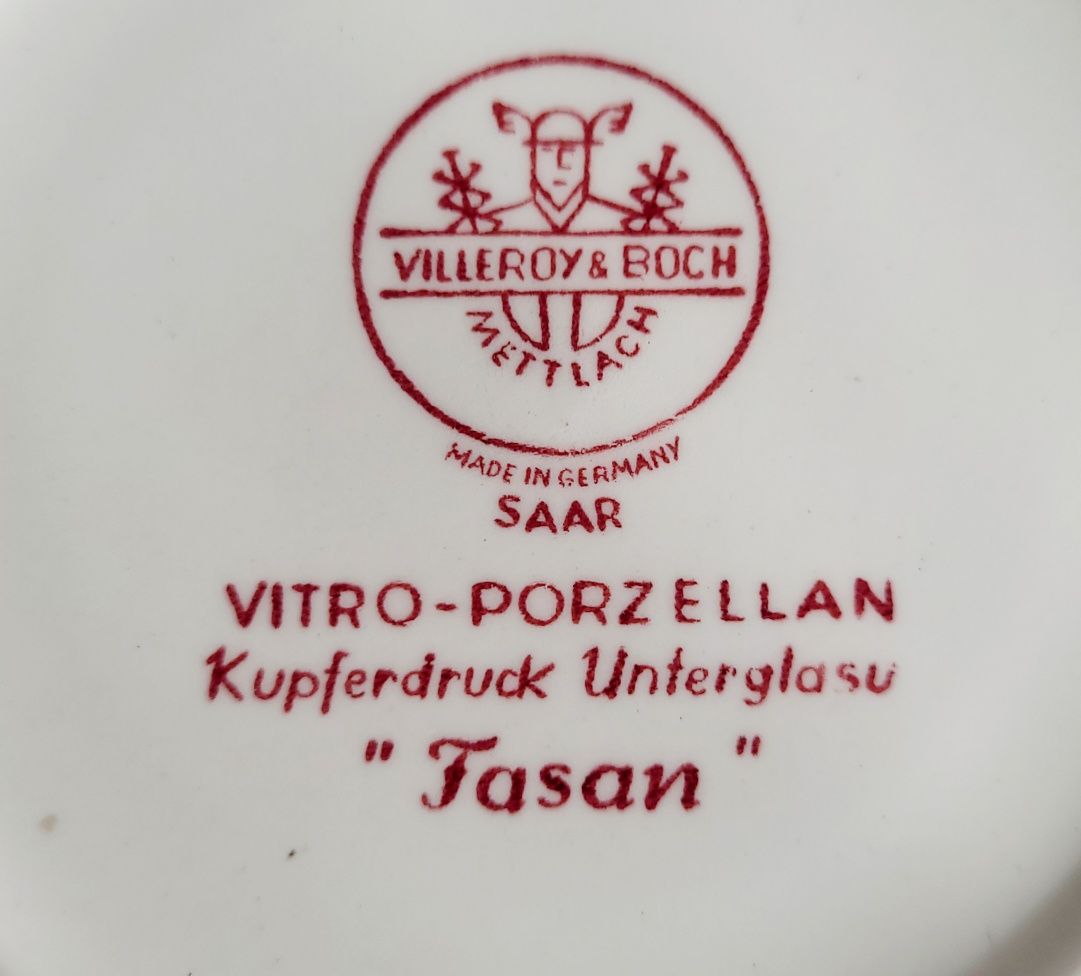 VILLEROY & BOCH
METTLACH
MADE IN GERMANY
SAAR
VITRO-PORZELLAN
Kupferdruck Unterglasu
"Fasan"